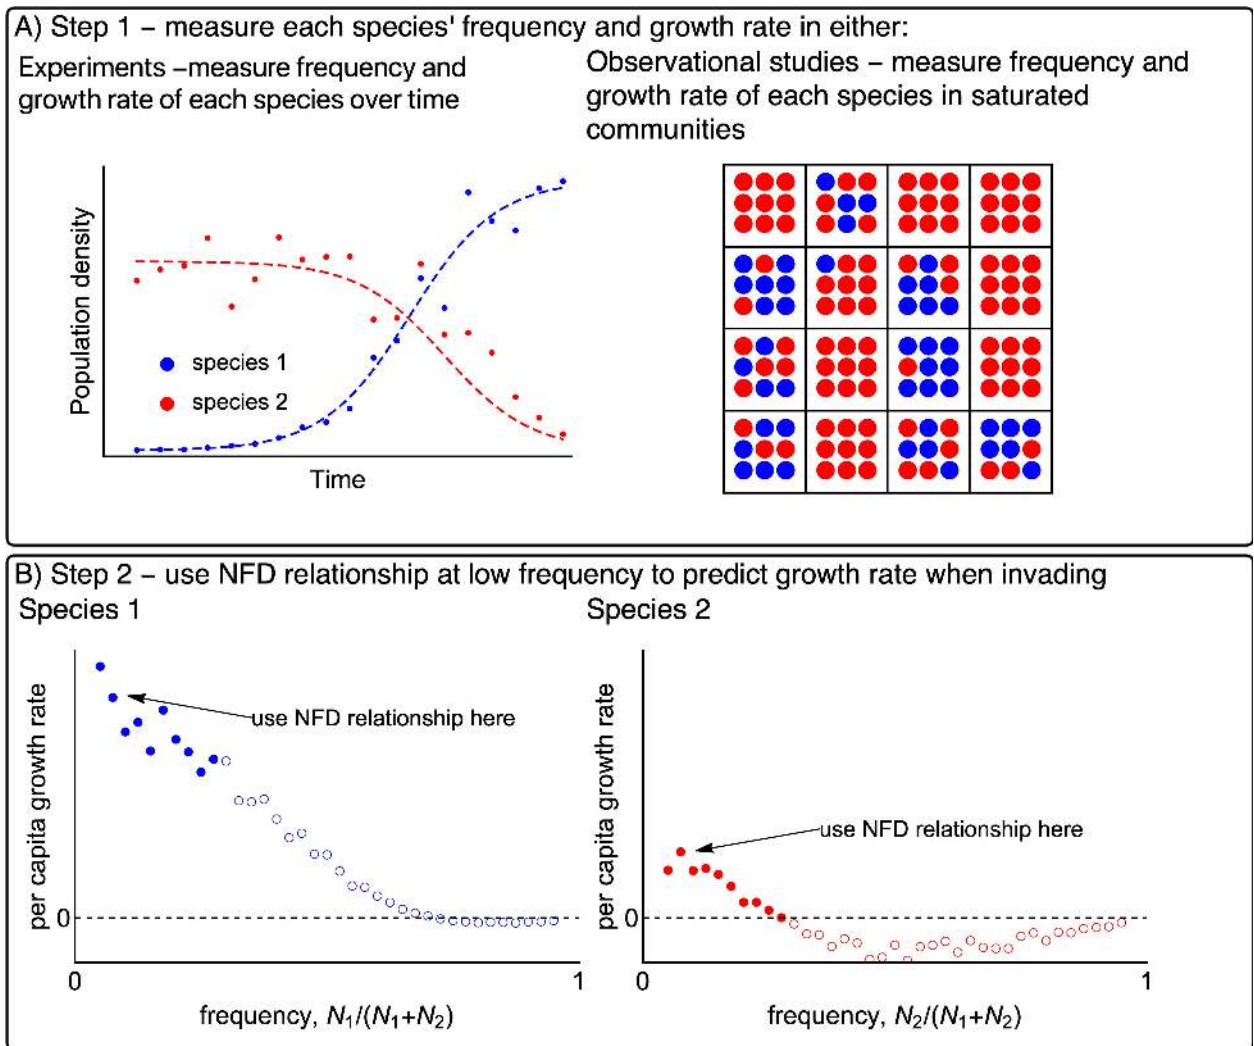 A) Step 1 – measure each species' frequency and growth rate in either:
Experiments –measure frequency and
growth rate of each species over time
Observational studies – measure frequency and
growth rate of each species in saturated
communities
Population density
species 1
species 2
Time
B) Step 2 – use NFD relationship at low frequency to predict growth rate when invading
Species 1
Species 2
per capita growth rate
use NFD relationship here
0
0
1
frequency, N1/(N1+N2)
per capita growth rate
use NFD relationship here
0
0
1
frequency, N2/(N1+N2)